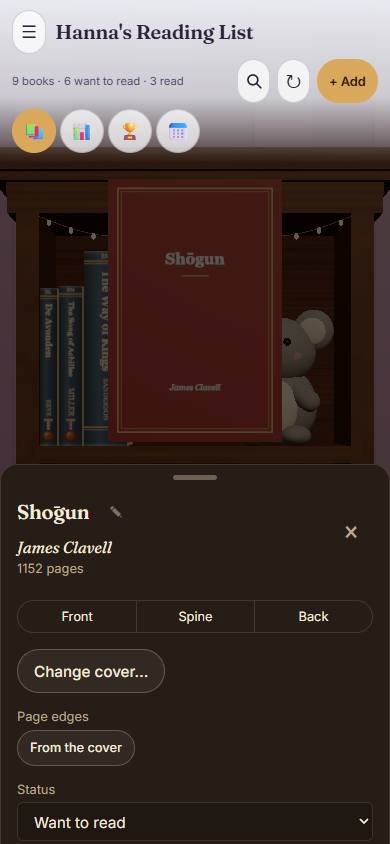 Hanna's Reading List
9 books · 6 want to read · 3 read
+ Add
De Avonden
REVE
The Song of Achilles
MILLER
The Way of Kings
SANDERSON
Shōgun
James Clavell
Shōgun
James Clavell
1152 pages
Front
Spine
Back
Change cover...
Page edges
From the cover
Status
Want to read